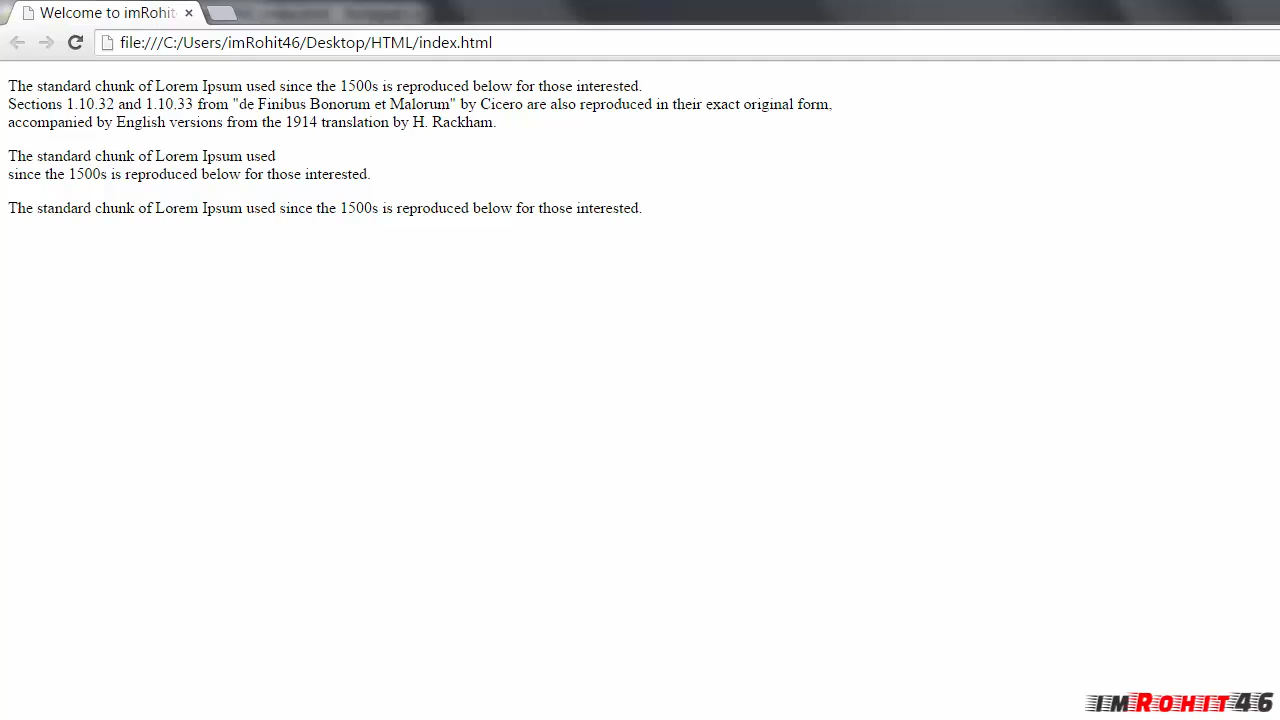 Welcome to imRohit
file:///C:/Users/imRohit46/Desktop/HTML/index.html
The standard chunk of Lorem Ipsum used since the 1500s is reproduced below for those interested.
Sections 1.10.32 and 1.10.33 from "de Finibus Bonorum et Malorum" by Cicero are also reproduced in their exact original form,
accompanied by English versions from the 1914 translation by H. Rackham.
The standard chunk of Lorem Ipsum used
since the 1500s is reproduced below for those interested.
The standard chunk of Lorem Ipsum used since the 1500s is reproduced below for those interested.
imRohit46